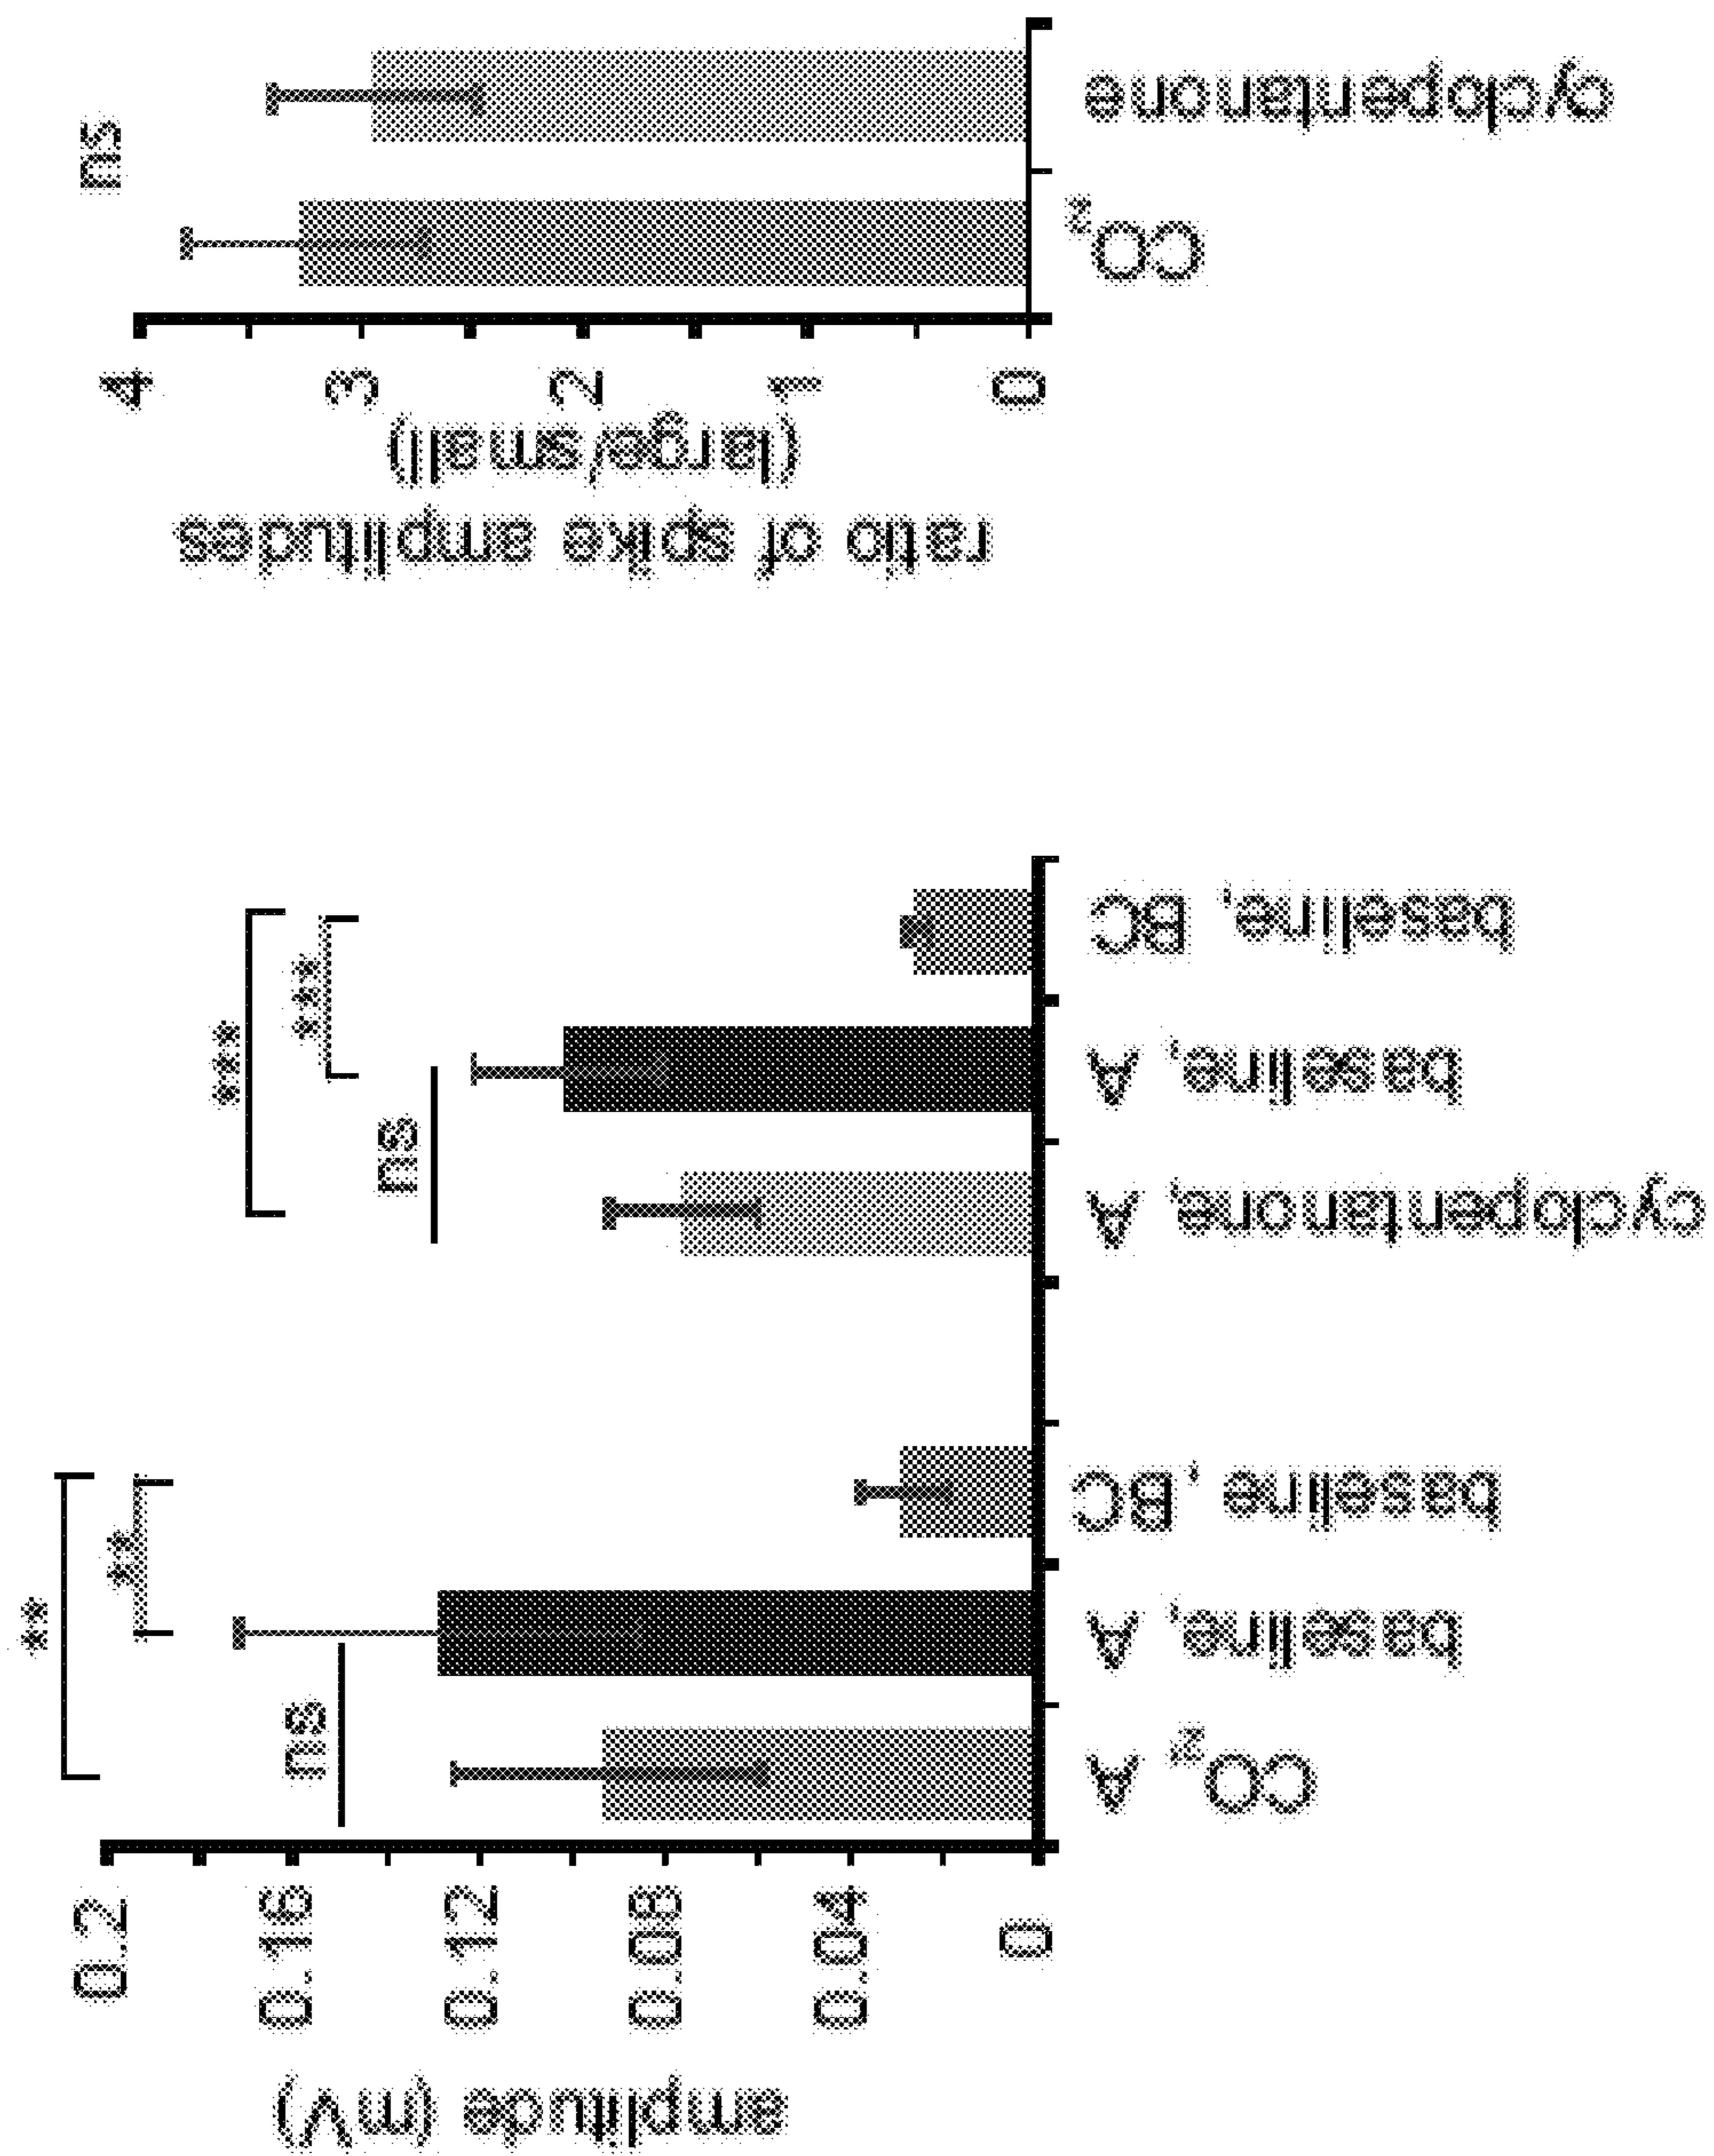 amplitude (mV)
0.2
0.16
0.12
0.08
0.04
0
**
**
ns
***
***
ns
CO₂, A
baseline, A
baseline, BC
cyclopentanone, A
baseline, A
baseline, BC
ratio of spike amplitudes
(large/small)
4
3
2
1
0
ns
CO₂
cyclopentanone